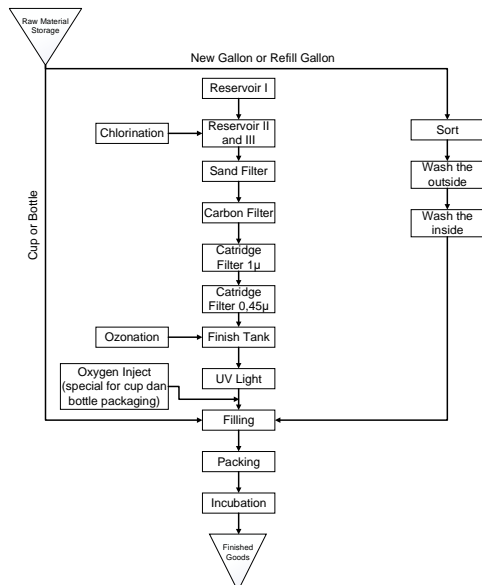 Raw Material
Storage
New Gallon or Refill Gallon
Reservoir I
Chlorination
Reservoir II
and III
Sort
Sand Filter
Wash the
outside
Carbon Filter
Wash the
inside
Cup or Bottle
Catridge
Filter 1µ
Catridge
Filter 0,45µ
Ozonation
Finish Tank
UV Light
Oxygen Inject
(special for cup dan
bottle packaging)
Filling
Packing
Incubation
Finished
Goods